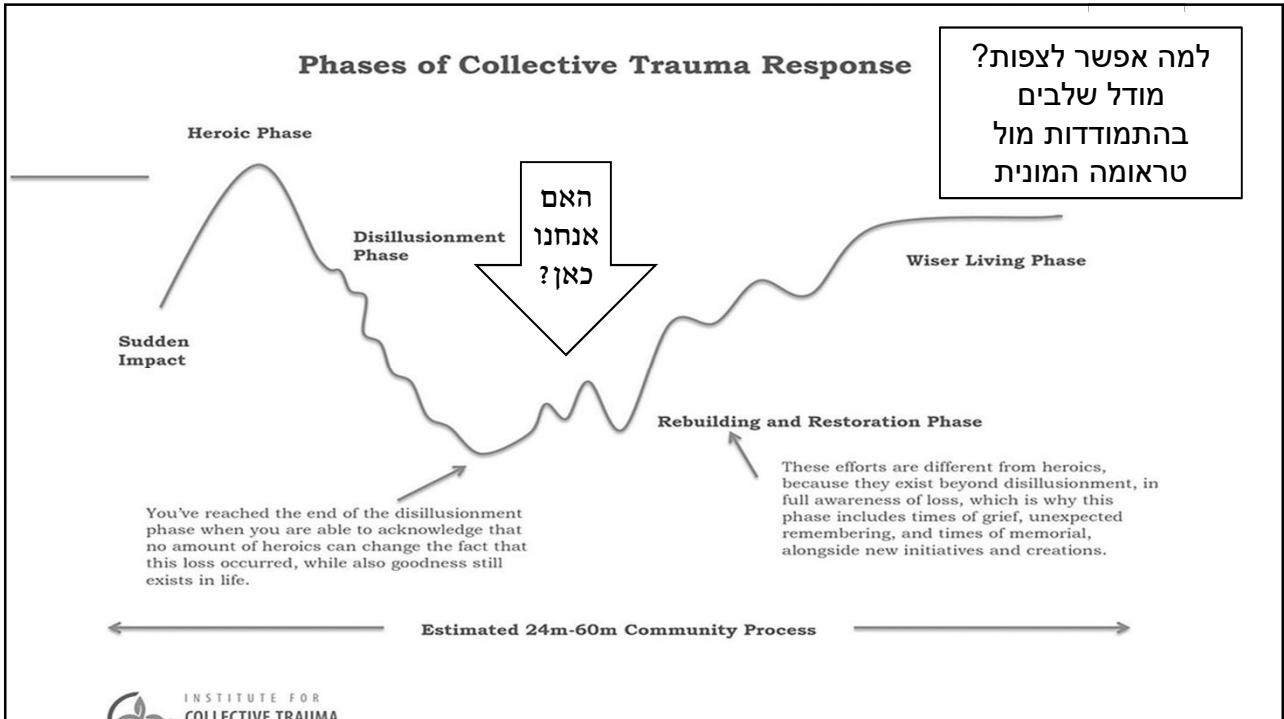 Phases of Collective Trauma Response
למה אפשר לצפות?
מודל שלבים
בהתמודדות מול
טראומה המונית
Heroic Phase
האם
אנחנו
כאן?
Disillusionment
Phase
Wiser Living Phase
Sudden
Impact
Rebuilding and Restoration Phase
These efforts are different from heroics,
because they exist beyond disillusionment, in
full awareness of loss, which is why this
phase includes times of grief, unexpected
remembering, and times of memorial,
alongside new initiatives and creations.
You've reached the end of the disillusionment
phase when you are able to acknowledge that
no amount of heroics can change the fact that
this loss occurred, while also goodness still
exists in life.
Estimated 24m-60m Community Process
INSTITUTE FOR
COLLECTIVE TRAUMA